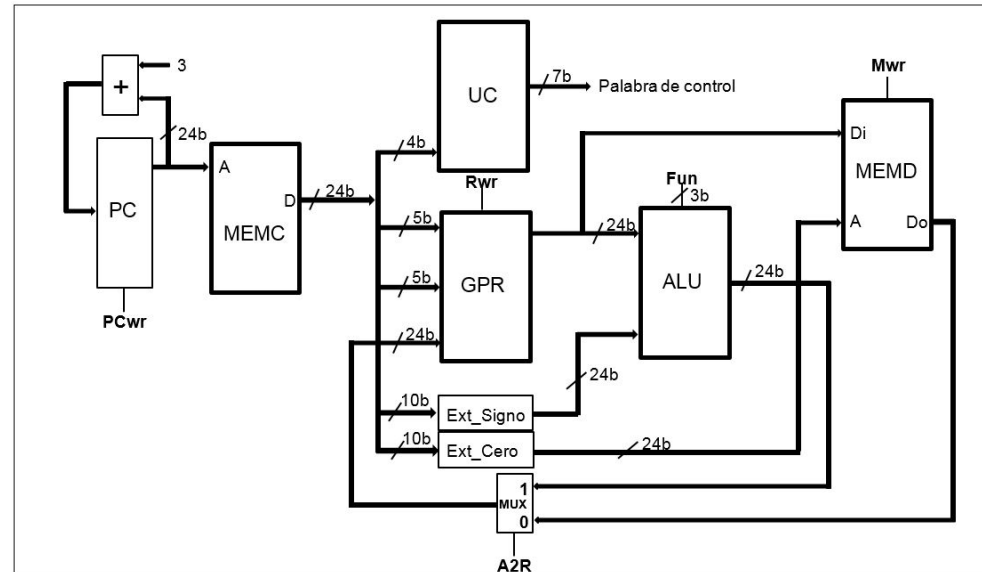 3
+
24b
PC
PCwr
A
D
MEMC
24b
4b
UC
7b
Palabra de control
Rwr
5b
5b
GPR
24b
24b
Fun
3b
ALU
24b
24b
Mwr
Di
MEMD
A
Do
10b
Ext_Signo
10b
Ext_Cero
24b
1
MUX
0
A2R